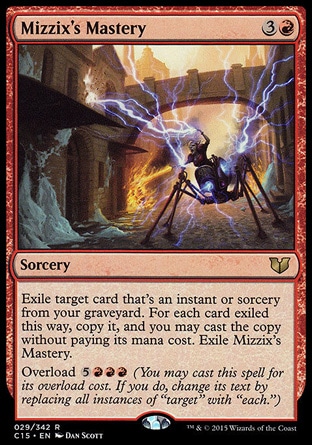 Mizzix's Mastery 3
Sorcery
Exile target card that's an instant or sorcery
from your graveyard. For each card exiled
this way, copy it, and you may cast the copy
without paying its mana cost. Exile Mizzix's
Mastery.
Overload 5 (You may cast this spell for
its overload cost. If you do, change its text by
replacing all instances of "target" with "each.")
029/342 R
C15 • EN Dan Scott
™ & © 2015 Wizards of the Coast